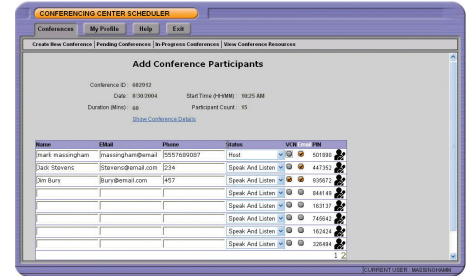 CONFERENCING CENTER SCHEDULER
Conferences My Profile Help Exit
Create New Conference | Pending Conferences | In-Progress Conferences | View Conference Resources
Add Conference Participants
Conference ID: 682912
Date: 8/30/2004 Start Time (HH/MM): 10:25 AM
Duration (Mins): 60 Participant Count: 15
Show Conference Details
Name EMail Phone Status VCN Email PIN
mark massingham jmassingham@email 5557689087 Host 501898
Jack Stevens Stevens@email.com 234 Speak And Listen 447352
Jim Bury Bury@email.com 457 Speak And Listen 935672
Speak And Listen 844149
Speak And Listen 163137
Speak And Listen 745642
Speak And Listen 162424
Speak And Listen 326494
1 2
CURRENT USER: MASSINGHAMM